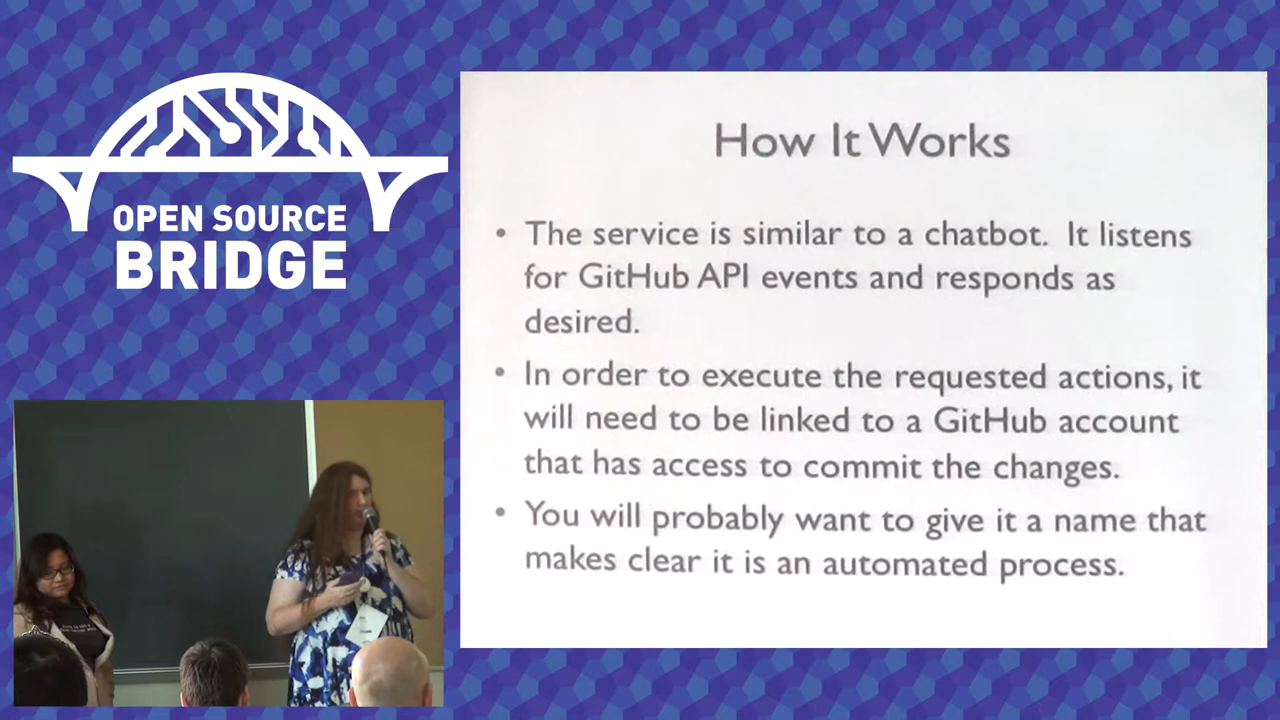 OPEN SOURCE
BRIDGE
How It Works
• The service is similar to a chatbot. It listens
for GitHub API events and responds as
desired.
• In order to execute the requested actions, it
will need to be linked to a GitHub account
that has access to commit the changes.
• You will probably want to give it a name that
makes clear it is an automated process.